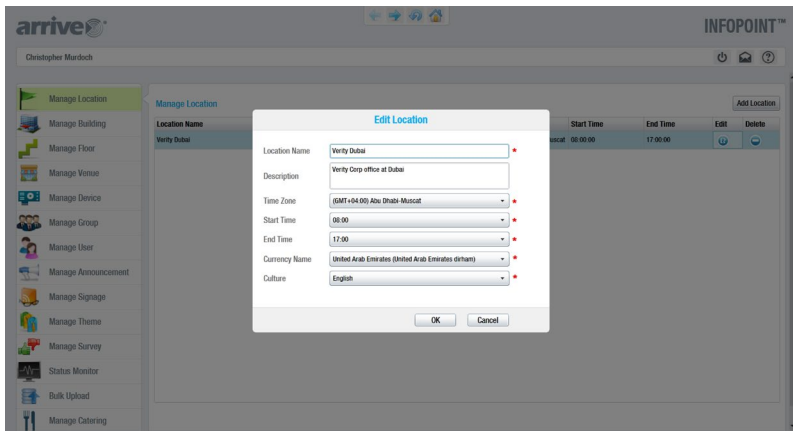 arrive
INFOPOINT™
Christopher Murdoch
Manage Location
Manage Building
Manage Floor
Manage Venue
Manage Device
Manage Group
Manage User
Manage Announcement
Manage Signage
Manage Theme
Manage Survey
Status Monitor
Bulk Upload
Manage Catering
Manage Location
Add Location
Location Name Start Time End Time Edit Delete
Verity Dubai 08:00:00 17:00:00
Edit Location
Location Name Verity Dubai *
Description Verity Corp office at Dubai
Time Zone (GMT+04:00) Abu Dhabi-Muscat *
Start Time 08:00 *
End Time 17:00 *
Currency Name United Arab Emirates (United Arab Emirates dirham) *
Culture English *
OK Cancel